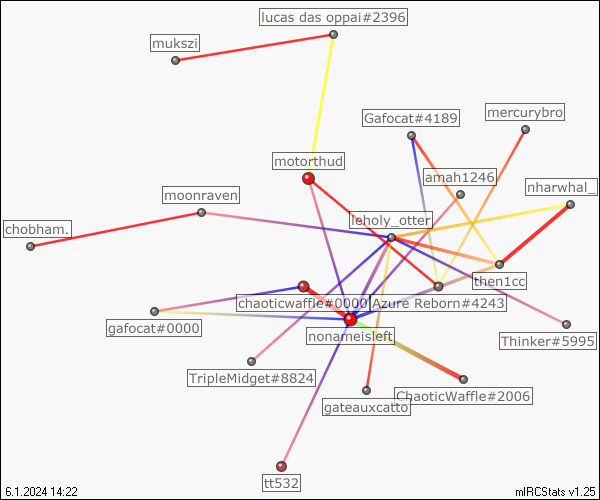 lucas das oppai#2396
mukszi
Gafocat#4189
mercurybro
motorthud
amah1246
nharwhal_
moonraven
leholy_otter
chobham.
then1cc
chaoticwaffle#0000
Azure Reborn#4243
gafocat#0000
nonameisleft
Thinker#5995
TripleMidget#8824
ChaoticWaffle#2006
gateauxcatto
tt532
6.1.2024 14:22
mIRCStats v1.25